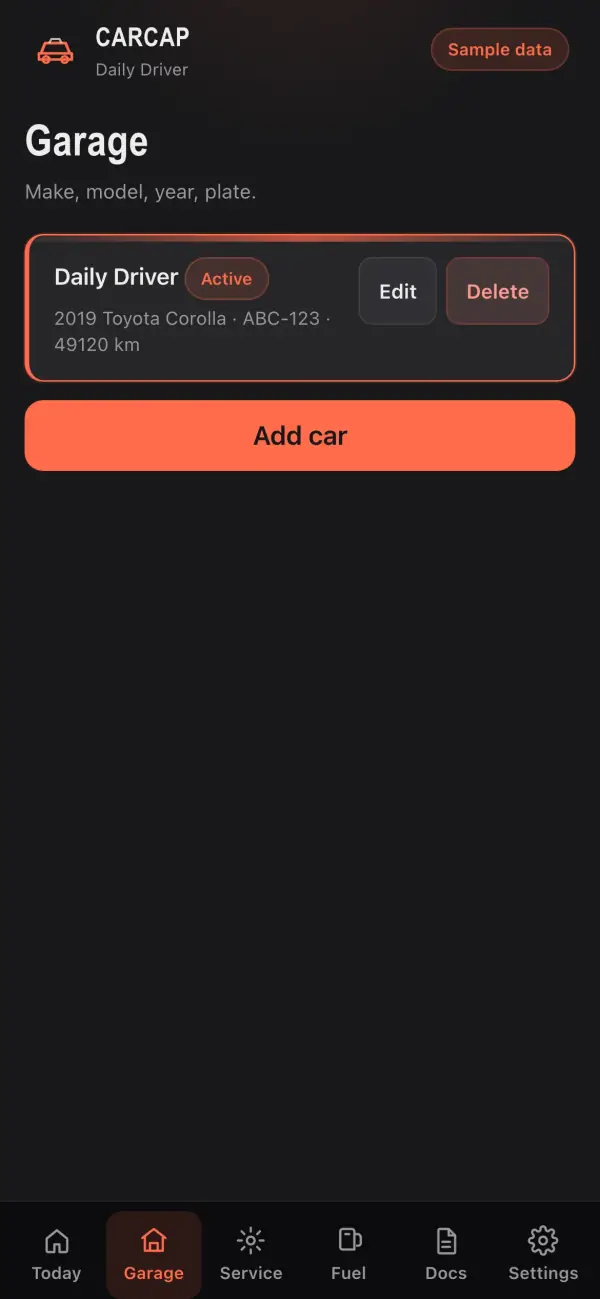 CARCAP
Daily Driver
Sample data
Garage
Make, model, year, plate.
Daily Driver Active
2019 Toyota Corolla · ABC-123 ·
49120 km
Edit
Delete
Add car
Today
Garage
Service
Fuel
Docs
Settings